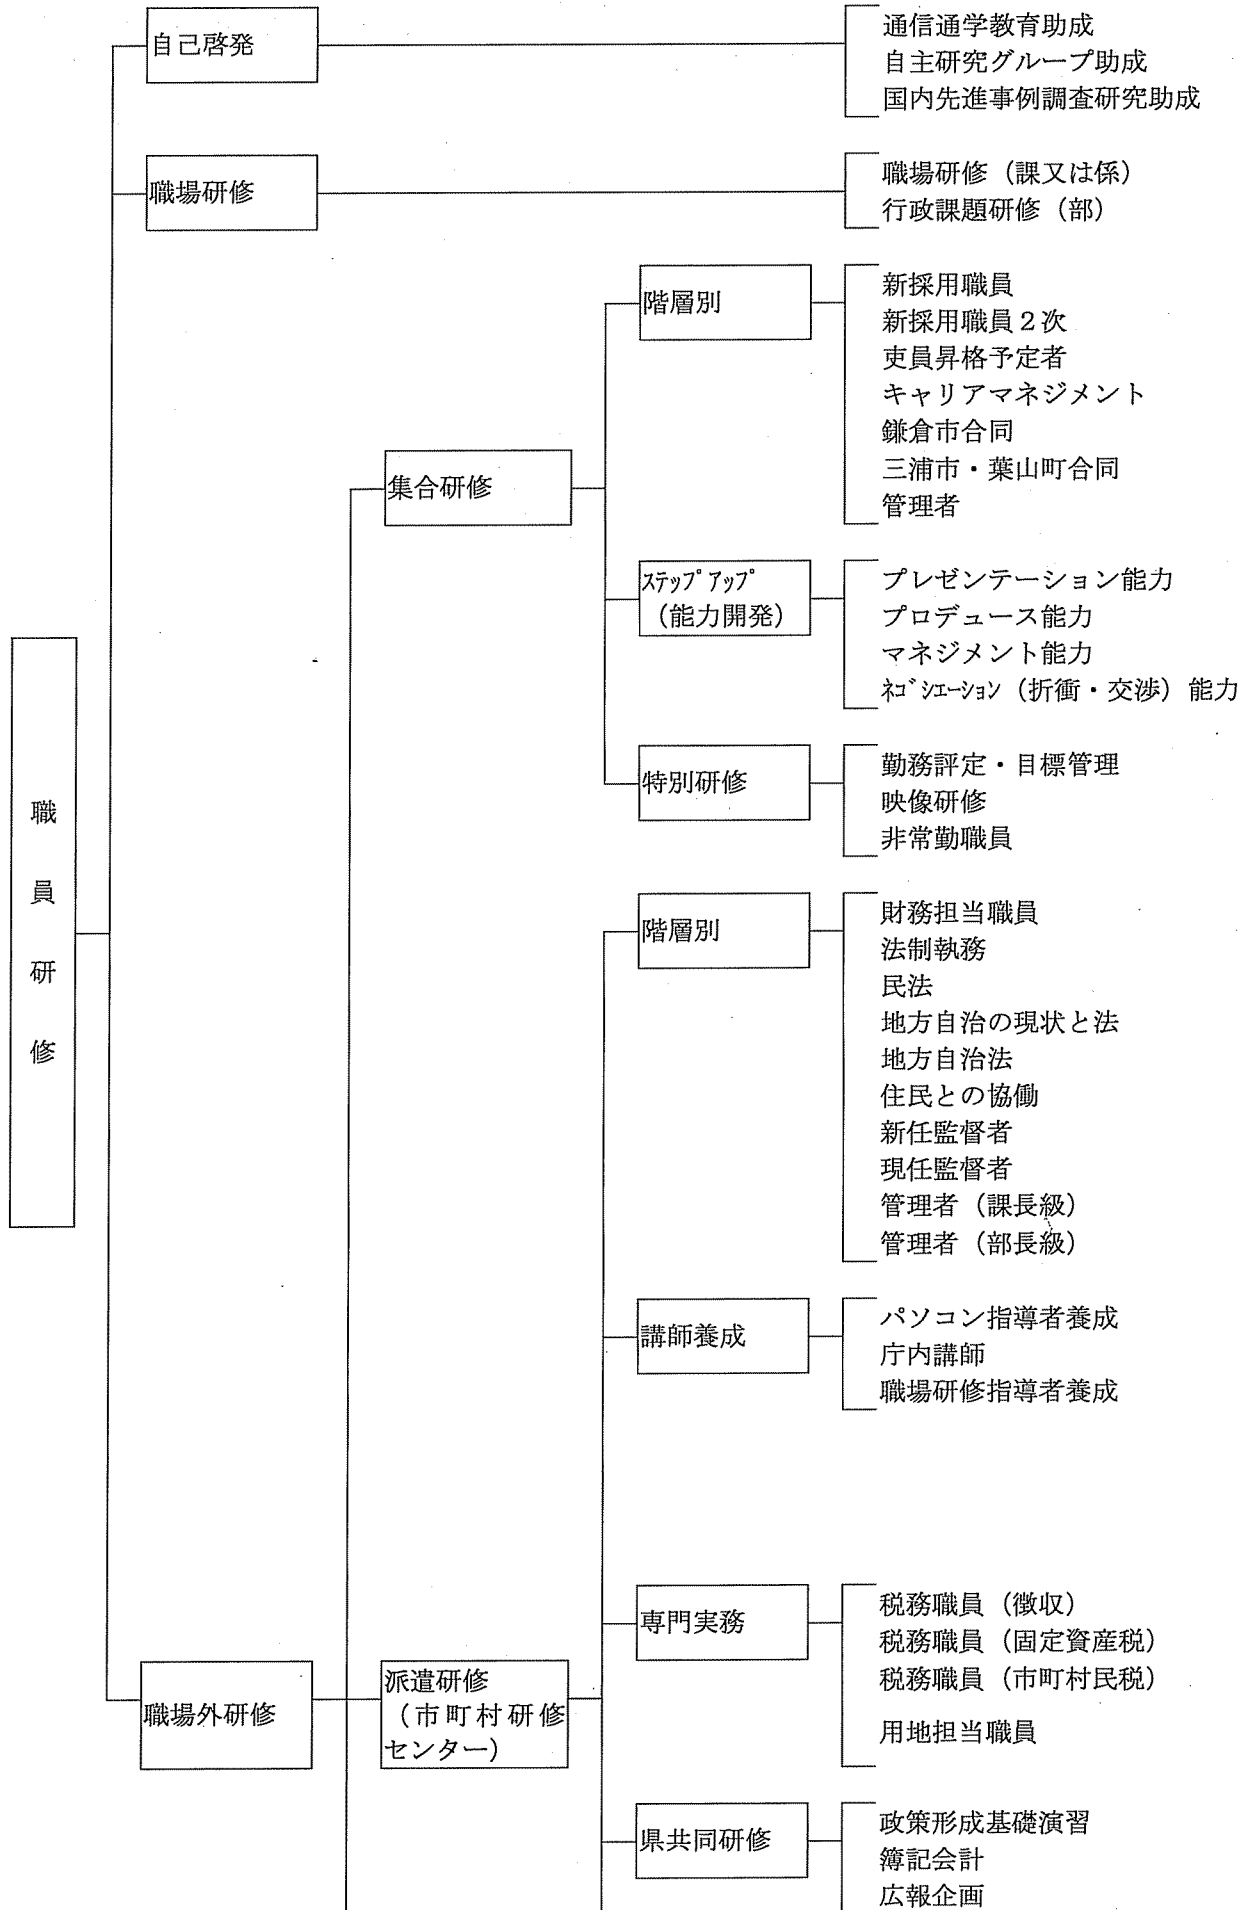 自己啓発
通信通学教育助成
自主研究グループ助成
国内先進事例調査研究助成
職場研修
職場研修（課又は係）
行政課題研修（部）
階層別
新採用職員
新採用職員２次
吏員昇格予定者
キャリアマネジメント
鎌倉市合同
三浦市・葉山町合同
管理者
集合研修
ｽﾃｯﾌﾟｱｯﾌﾟ
（能力開発）
プレゼンテーション能力
プロデュース能力
マネジメント能力
ﾈｺﾞｼｴｰｼｮﾝ（折衝・交渉）能力
特別研修
勤務評定・目標管理
映像研修
非常勤職員
職員研修
階層別
財務担当職員
法制執務
民法
地方自治の現状と法
地方自治法
住民との協働
新任監督者
現任監督者
管理者（課長級）
管理者（部長級）
講師養成
パソコン指導者養成
庁内講師
職場研修指導者養成
専門実務
税務職員（徴収）
税務職員（固定資産税）
税務職員（市町村民税）
用地担当職員
職場外研修
派遣研修
（市町村研修
センター）
県共同研修
政策形成基礎演習
簿記会計
広報企画